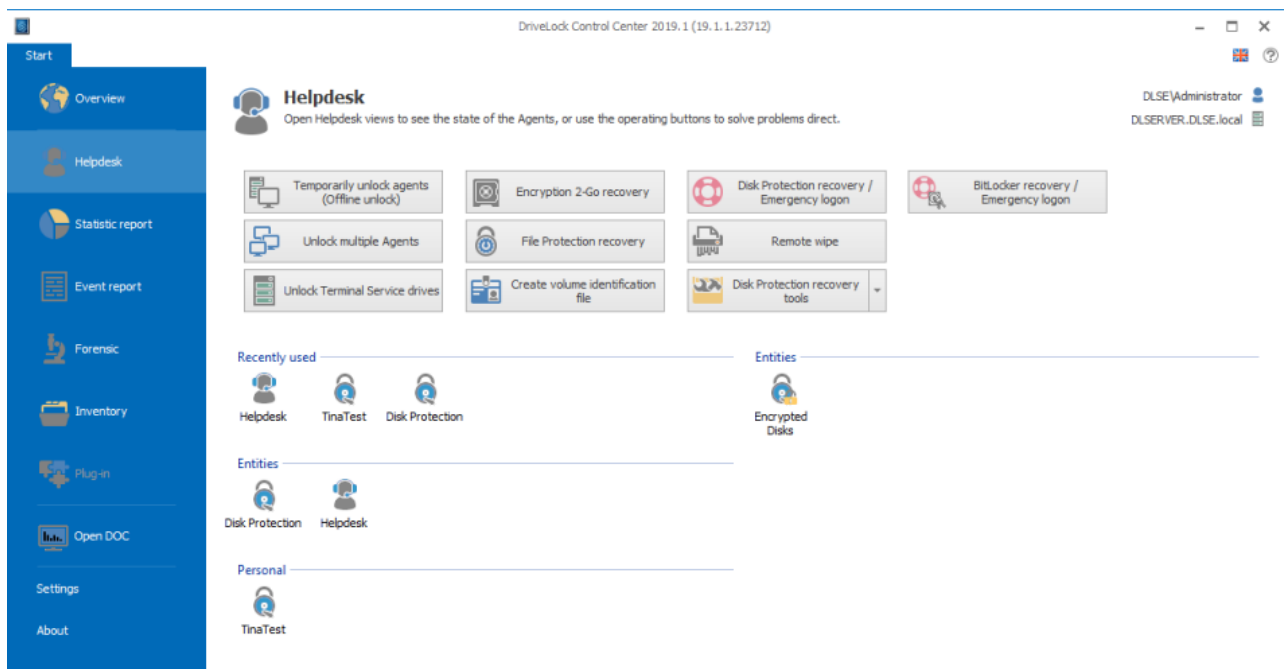 DriveLock Control Center 2019.1 (19.1.1.23712)
Start
Overview
Helpdesk
Statistic report
Event report
Forensic
Inventory
Plug-in
Open DOC
Settings
About
Helpdesk
Open Helpdesk views to see the state of the Agents, or use the operating buttons to solve problems direct.
DLSE\Administrator
DLSERVER.DLSE.local
Temporarily unlock agents
(Offline unlock)
Encryption 2-Go recovery
Disk Protection recovery /
Emergency logon
BitLocker recovery /
Emergency logon
Unlock multiple Agents
File Protection recovery
Remote wipe
Unlock Terminal Service drives
Create volume identification
file
Disk Protection recovery
tools
Recently used
Helpdesk
TinaTest
Disk Protection
Entities
Encrypted
Disks
Entities
Disk Protection
Helpdesk
Personal
TinaTest